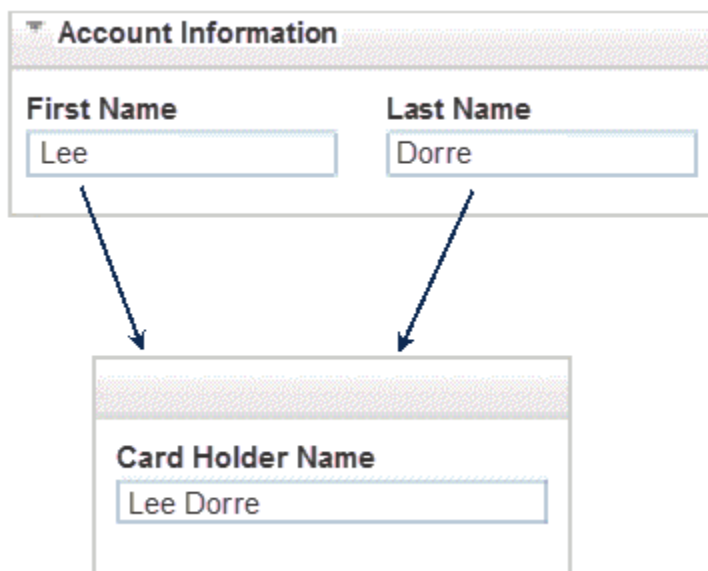 Account Information
First Name Last Name
Lee Dorre
Card Holder Name
Lee Dorre